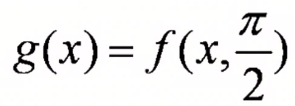 g(x) = f(x, π/2)